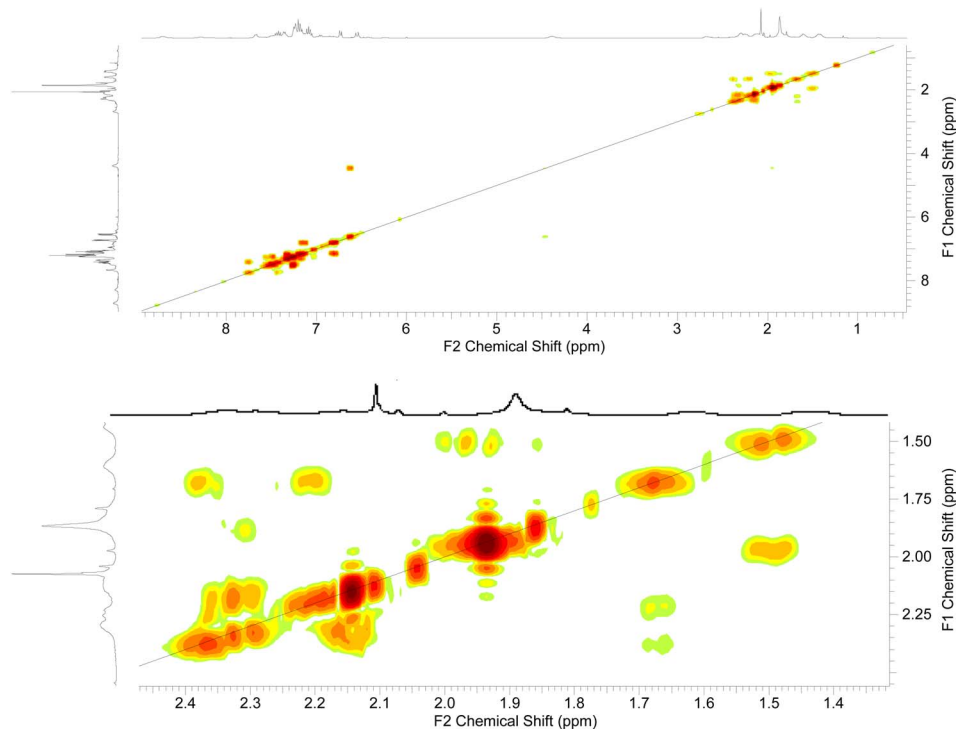 2
4
6
8
F1 Chemical Shift (ppm)
8 7 6 5 4 3 2 1
F2 Chemical Shift (ppm)
1.50
1.75
2.00
2.25
F1 Chemical Shift (ppm)
2.4 2.3 2.2 2.1 2.0 1.9 1.8 1.7 1.6 1.5 1.4
F2 Chemical Shift (ppm)